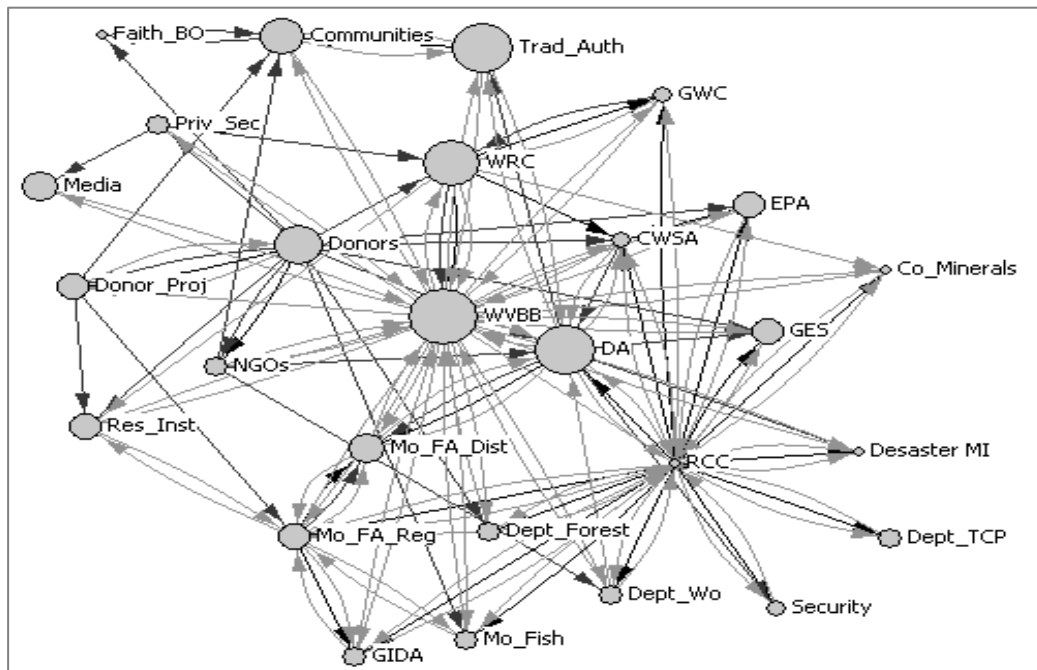 Faith_BO
Communities
Trad_Auth
GWC
Priv_Sec
WRC
Media
EPA
Donors
CWSA
Co_Minerals
Donor_Proj
WVBB
GES
DA
NGOs
Res_Inst
Mo_FA_Dist
Desaster MI
RCC
Mo_FA_Reg
Dept_Forest
Dept_TCP
Dept_Wo
Security
Mo_Fish
GIDA